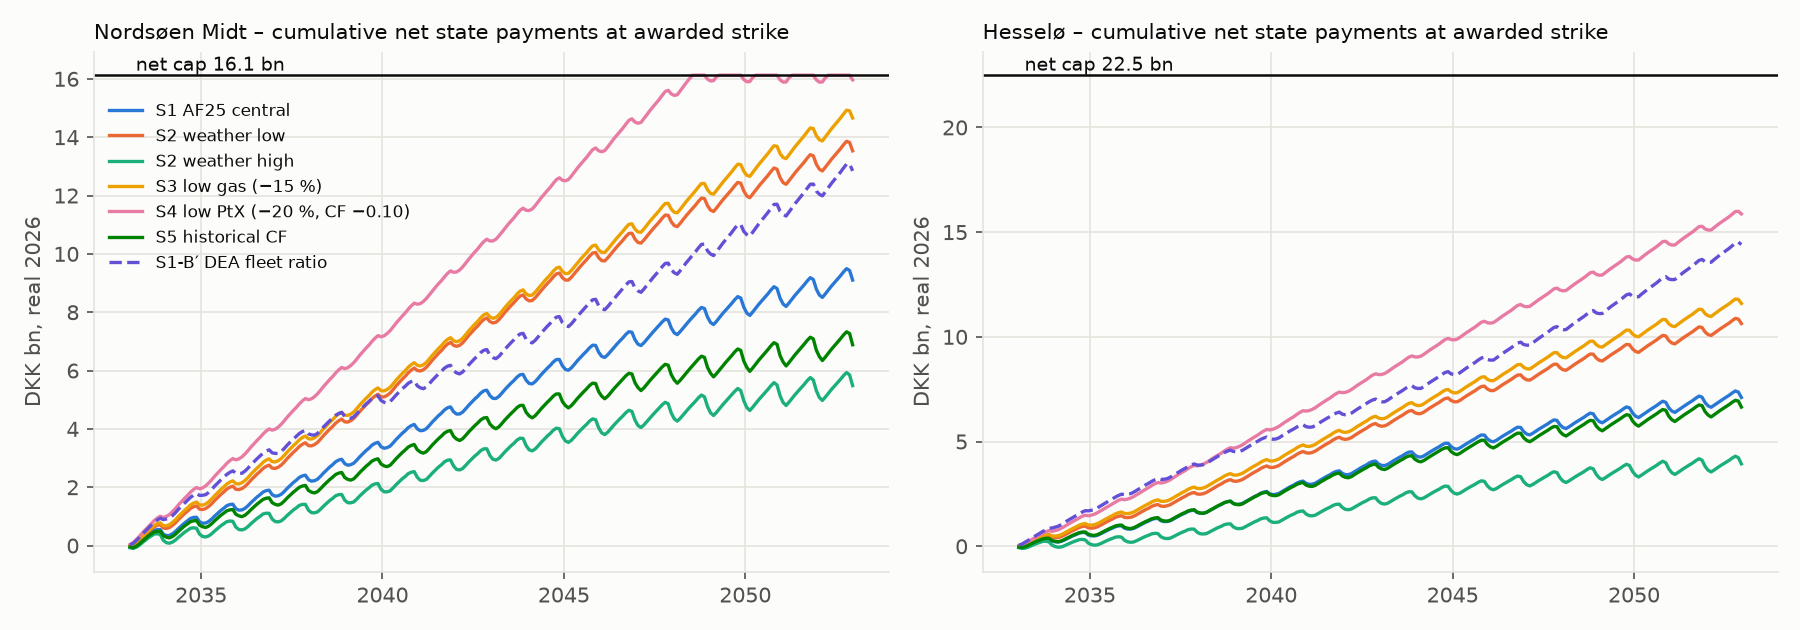 Nordsøen Midt – cumulative net state payments at awarded strike
net cap 16.1 bn
DKK bn, real 2026
16
14
12
10
8
6
4
2
0
S1 AF25 central
S2 weather low
S2 weather high
S3 low gas (−15 %)
S4 low PtX (−20 %, CF −0.10)
S5 historical CF
S1-B′ DEA fleet ratio
2035
2040
2045
2050
Hesselø – cumulative net state payments at awarded strike
net cap 22.5 bn
DKK bn, real 2026
20
15
10
5
0
2035
2040
2045
2050